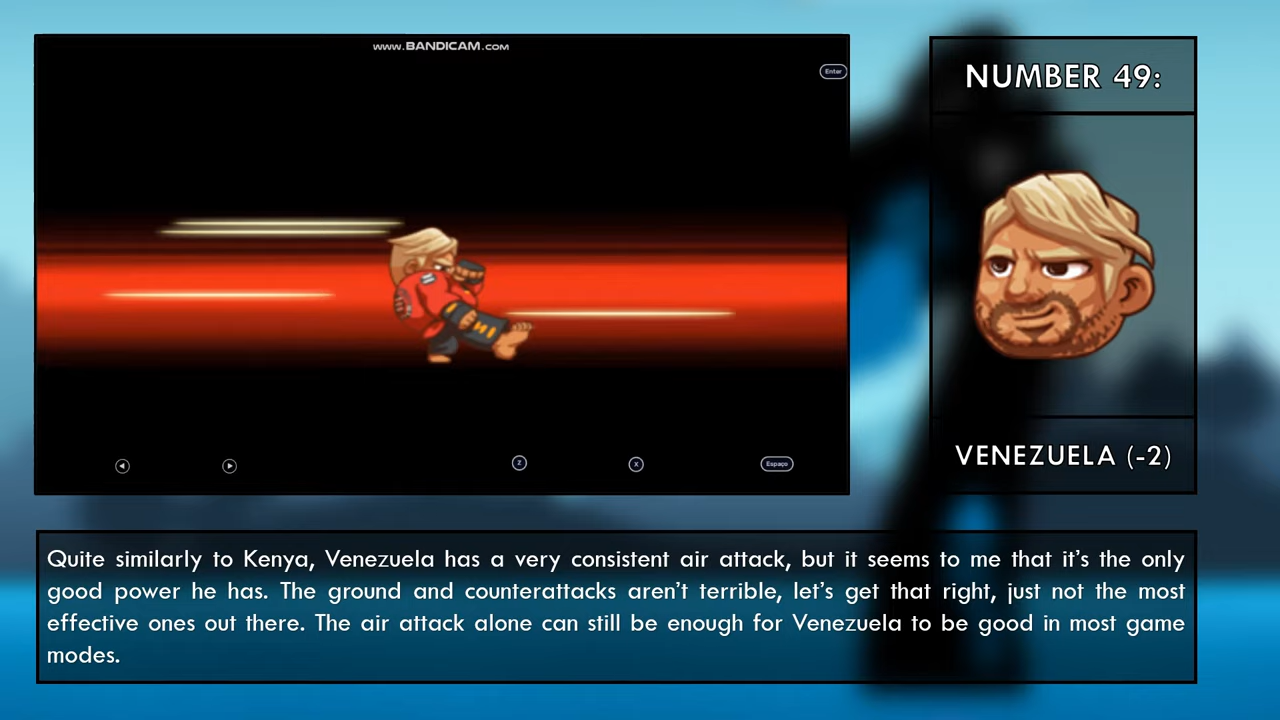 www.BANDICAM.com
Enter
NUMBER 49:
Z
X
Espaço
VENEZUELA (-2)
Quite similarly to Kenya, Venezuela has a very consistent air attack, but it seems to me that it’s the only
good power he has. The ground and counterattacks aren’t terrible, let’s get that right, just not the most
effective ones out there. The air attack alone can still be enough for Venezuela to be good in most game
modes.